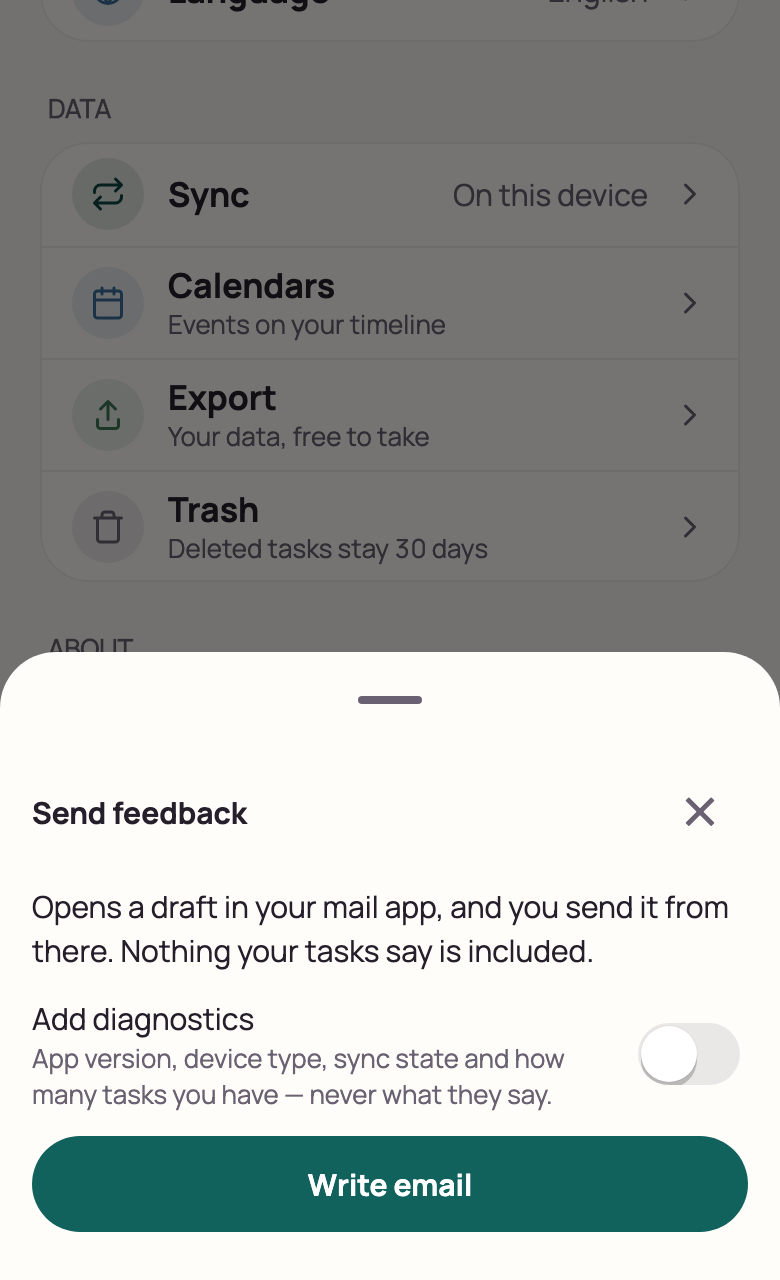 Language English
DATA
Sync On this device
Calendars
Events on your timeline
Export
Your data, free to take
Trash
Deleted tasks stay 30 days
ABOUT
Send feedback
Opens a draft in your mail app, and you send it from
there. Nothing your tasks say is included.
Add diagnostics
App version, device type, sync state and how
many tasks you have — never what they say.
Write email